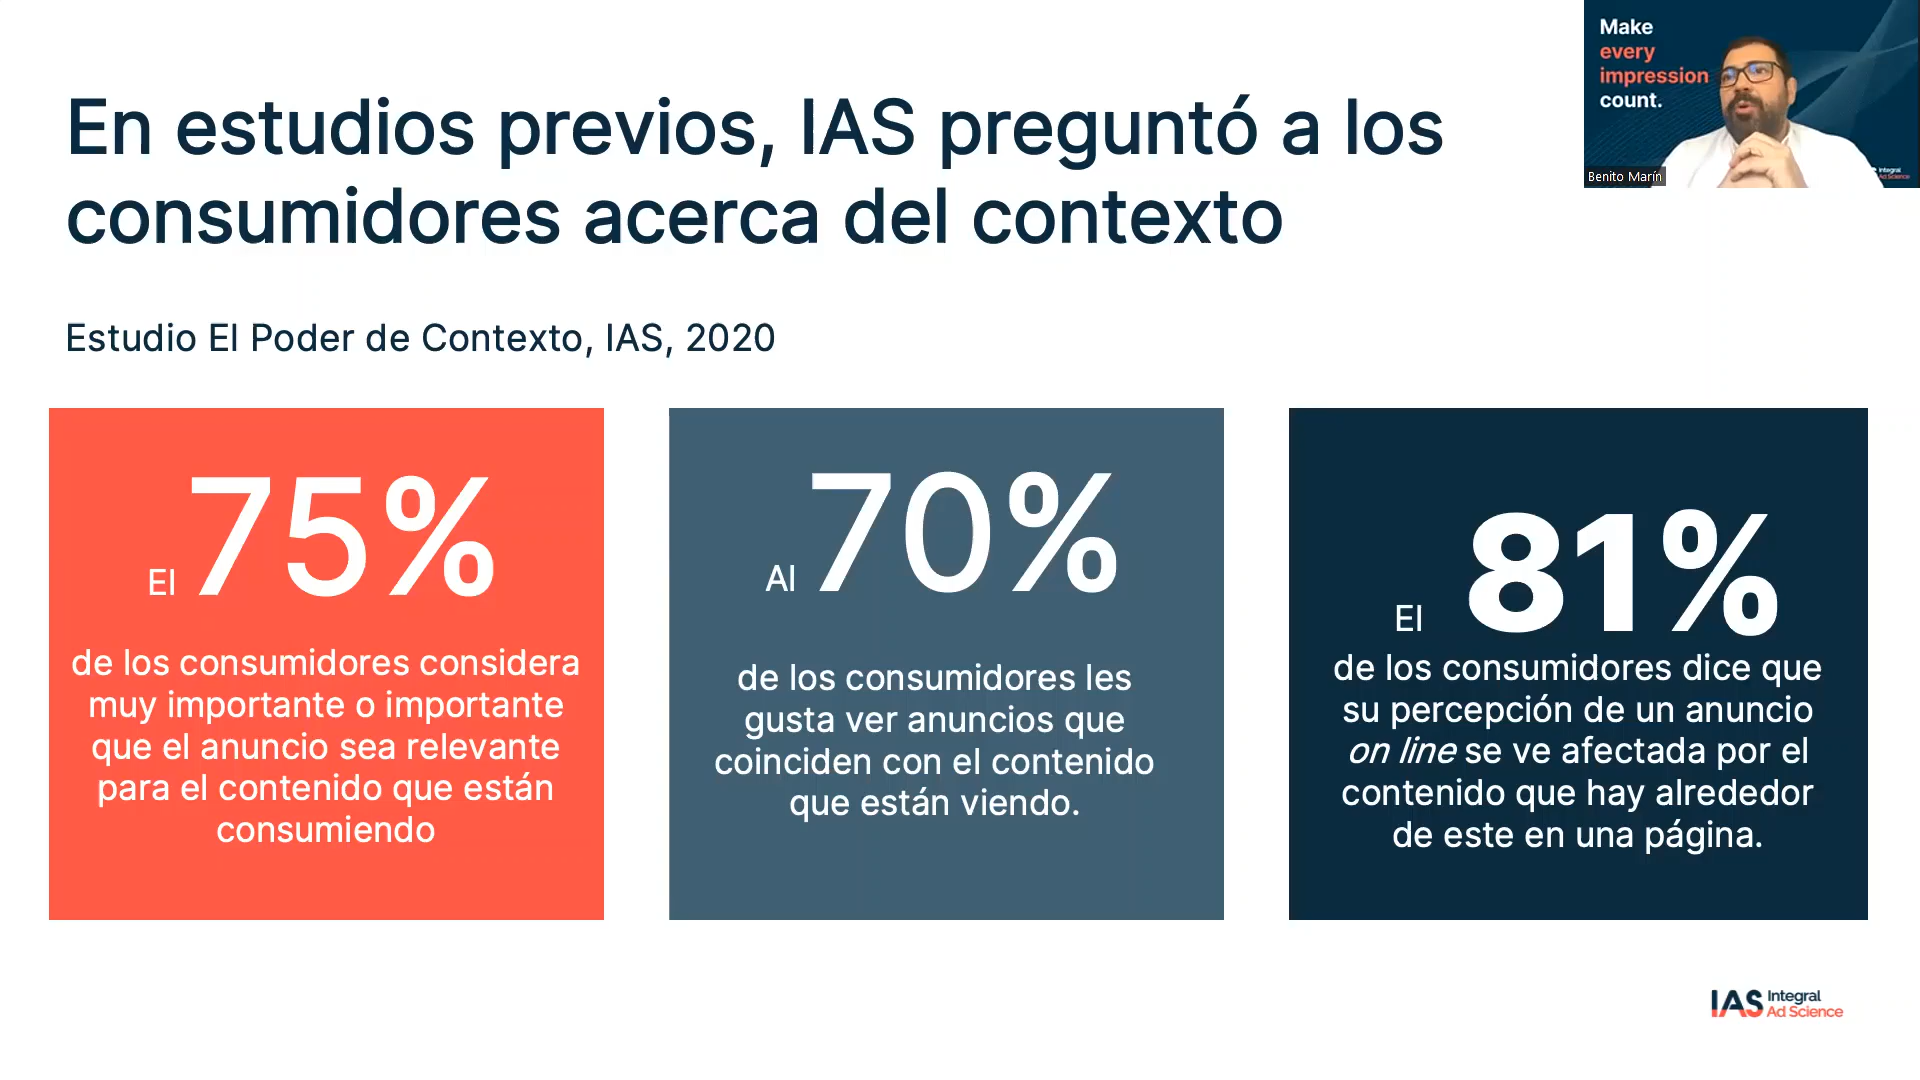 En estudios previos, IAS preguntó a los
consumidores acerca del contexto
Make
every
impression
count.
Benito Marín
Integral
Ad Science
Estudio El Poder de Contexto, IAS, 2020
El 75%
de los consumidores considera
muy importante o importante
que el anuncio sea relevante
para el contenido que están
consumiendo
Al 70%
de los consumidores les
gusta ver anuncios que
coinciden con el contenido
que están viendo.
El 81%
de los consumidores dice que
su percepción de un anuncio
on line se ve afectada por el
contenido que hay alrededor
de este en una página.
IAS Integral
Ad Science